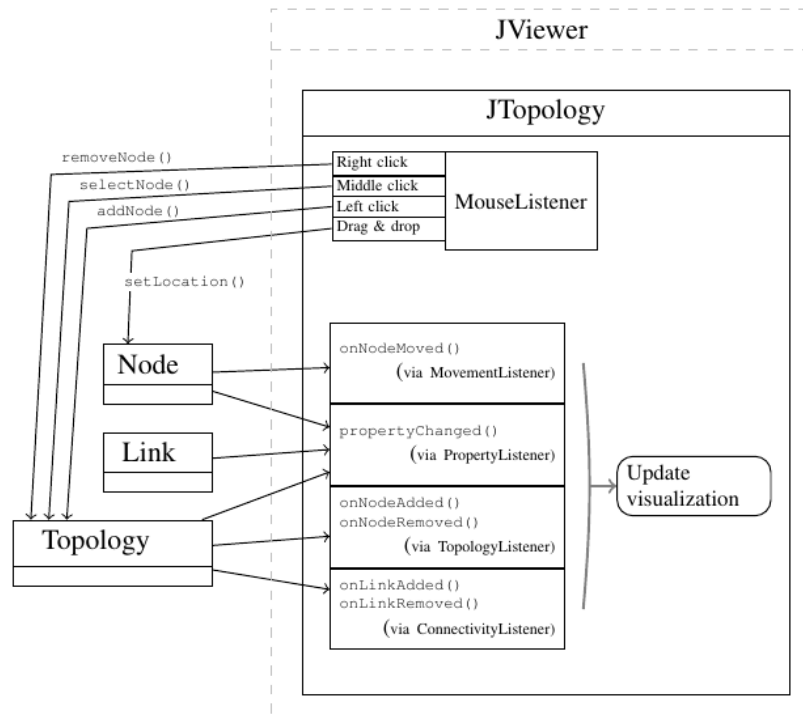 JViewer
JTopology
removeNode()
selectNode()
addNode()
setLocation()
Right click
Middle click
Left click
Drag & drop
MouseListener
Node
Link
Topology
onNodeMoved()
(via MovementListener)
propertyChanged()
(via PropertyListener)
onNodeAdded()
onNodeRemoved()
(via TopologyListener)
onLinkAdded()
onLinkRemoved()
(via ConnectivityListener)
Update
visualization